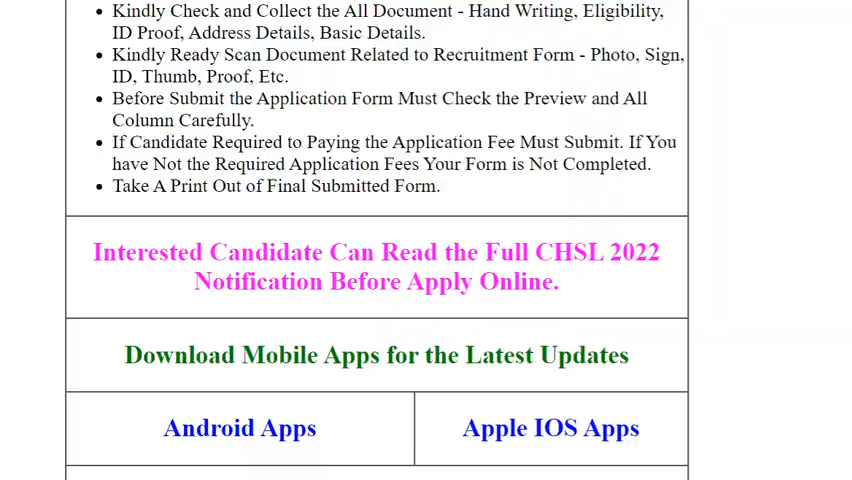 Kindly Check and Collect the All Document - Hand Writing, Eligibility,
ID Proof, Address Details, Basic Details.
Kindly Ready Scan Document Related to Recruitment Form - Photo, Sign,
ID, Thumb, Proof, Etc.
Before Submit the Application Form Must Check the Preview and All
Column Carefully.
If Candidate Required to Paying the Application Fee Must Submit. If You
have Not the Required Application Fees Your Form is Not Completed.
Take A Print Out of Final Submitted Form.
Interested Candidate Can Read the Full CHSL 2022
Notification Before Apply Online.
Download Mobile Apps for the Latest Updates
Android Apps
Apple IOS Apps